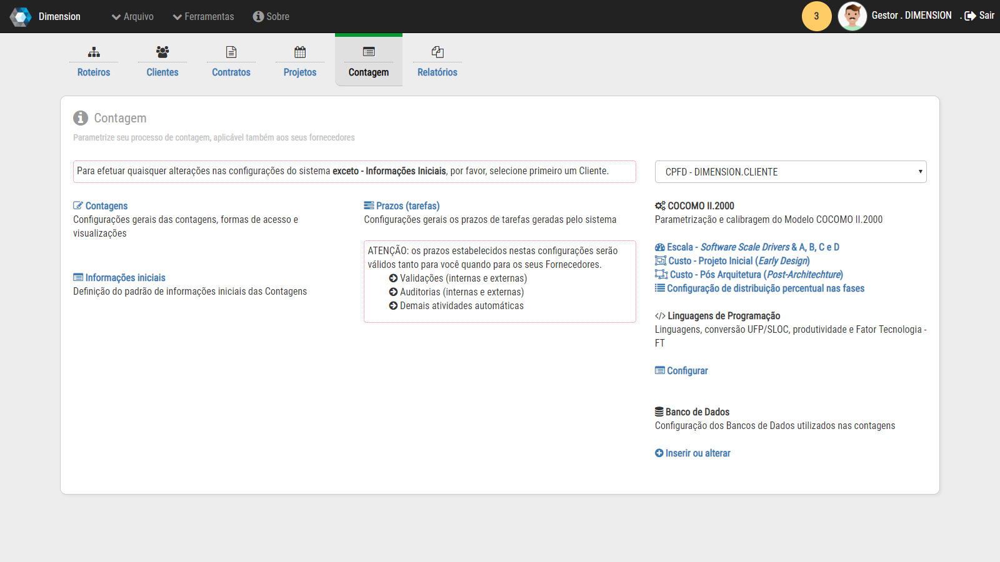 Dimension
Arquivo
Ferramentas
Sobre
3
Gestor . DIMENSION
.
Sair
Roteiros
Clientes
Contratos
Projetos
Contagem
Relatórios
Contagem
Parametrize seu processo de contagem, aplicável também aos seus fornecedores
Para efetuar quaisquer alterações nas configurações do sistema exceto - Informações Iniciais, por favor, selecione primeiro um Cliente.
CPFD - DIMENSION.CLIENTE
Contagens
Configurações gerais das contagens, formas de acesso e
visualizações
Informações iniciais
Definição do padrão de informações iniciais das Contagens
Prazos (tarefas)
Configurações gerais os prazos de tarefas geradas pelo sistema
ATENÇÃO: os prazos estabelecidos nestas configurações serão
válidos tanto para você quando para os seus Fornecedores.
Validações (internas e externas)
Auditorias (internas e externas)
Demais atividades automáticas
COCOMO II.2000
Parametrização e calibragem do Modelo COCOMO II.2000
Escala - Software Scale Drivers & A, B, C e D
Custo - Projeto Inicial (Early Design)
Custo - Pós Arquitetura (Post-Architechture)
Configuração de distribuição percentual nas fases
Linguagens de Programação
Linguagens, conversão UFP/SLOC, produtividade e Fator Tecnologia -
FT
Configurar
Banco de Dados
Configuração dos Bancos de Dados utilizados nas contagens
Inserir ou alterar